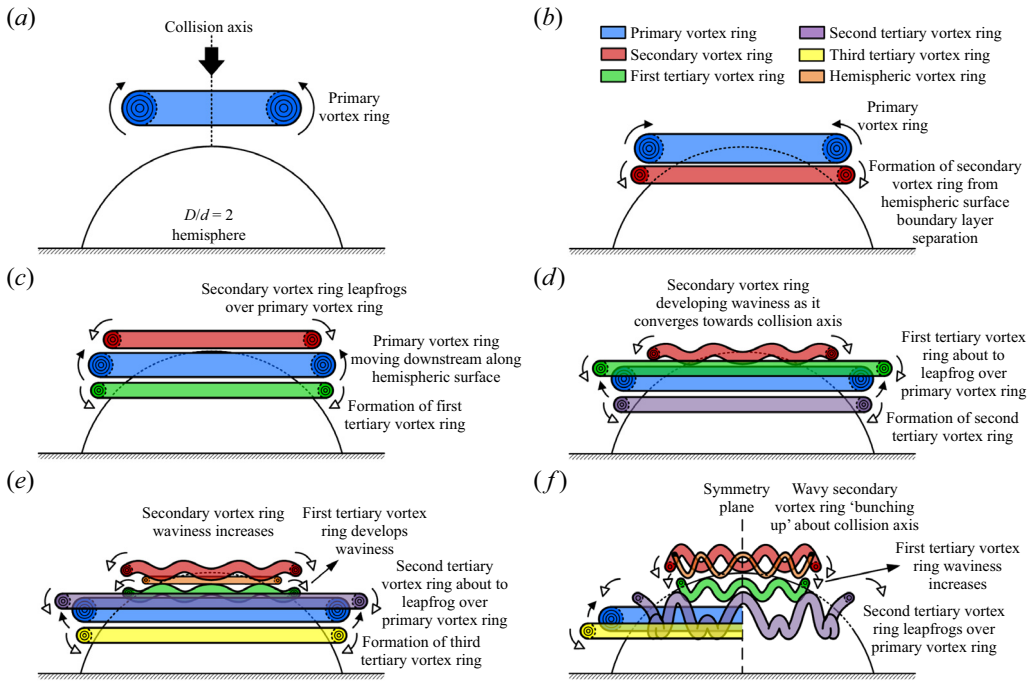 (a)
Collision axis
Primary
vortex ring
D/d = 2
hemisphere
(b)
Primary vortex ring
Secondary vortex ring
First tertiary vortex ring
Second tertiary vortex ring
Third tertiary vortex ring
Hemispheric vortex ring
Primary
vortex ring
Formation of secondary
vortex ring from
hemispheric surface
boundary layer
separation
(c)
Secondary vortex ring leapfrogs
over primary vortex ring
Primary vortex ring
moving downstream along
hemispheric surface
Formation of first
tertiary vortex ring
(d)
Secondary vortex ring
developing waviness as it
converges towards collision axis
First tertiary vortex
ring about to
leapfrog over
primary vortex ring
Formation of second
tertiary vortex ring
(e)
Secondary vortex ring
waviness increases
First tertiary vortex
ring develops
waviness
Second tertiary
vortex ring about to
leapfrog over
primary vortex ring
Formation of third
tertiary vortex ring
(f)
Symmetry
plane
Wavy secondary
vortex ring ‘bunching
up’ about collision axis
First tertiary vortex
ring waviness
increases
Second tertiary vortex
ring leapfrogs over
primary vortex ring